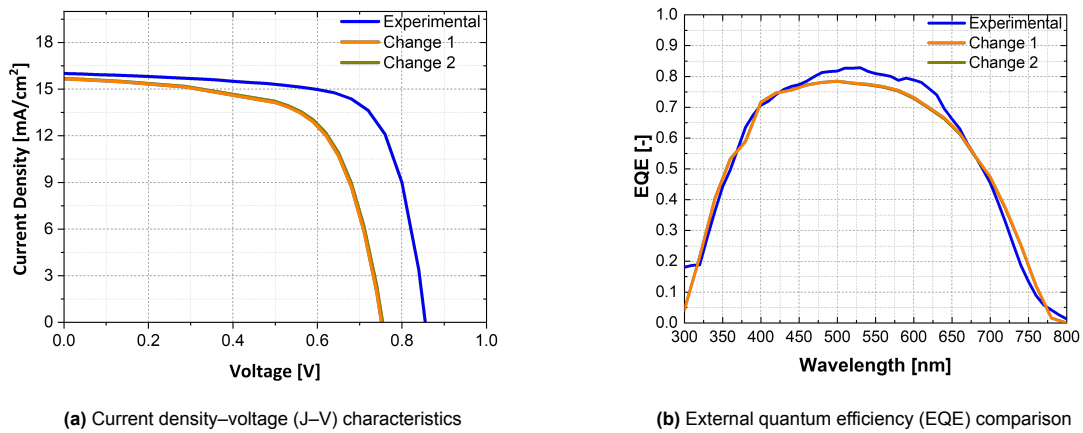 Experimental
Change 1
Change 2
Current Density [mA/cm²]
18
15
12
9
6
3
0
0.0 0.2 0.4 0.6 0.8 1.0
Voltage [V]
(a) Current density–voltage (J–V) characteristics
Experimental
Change 1
Change 2
EQE [-]
1.0
0.9
0.8
0.7
0.6
0.5
0.4
0.3
0.2
0.1
0.0
300 350 400 450 500 550 600 650 700 750 800
Wavelength [nm]
(b) External quantum efficiency (EQE) comparison